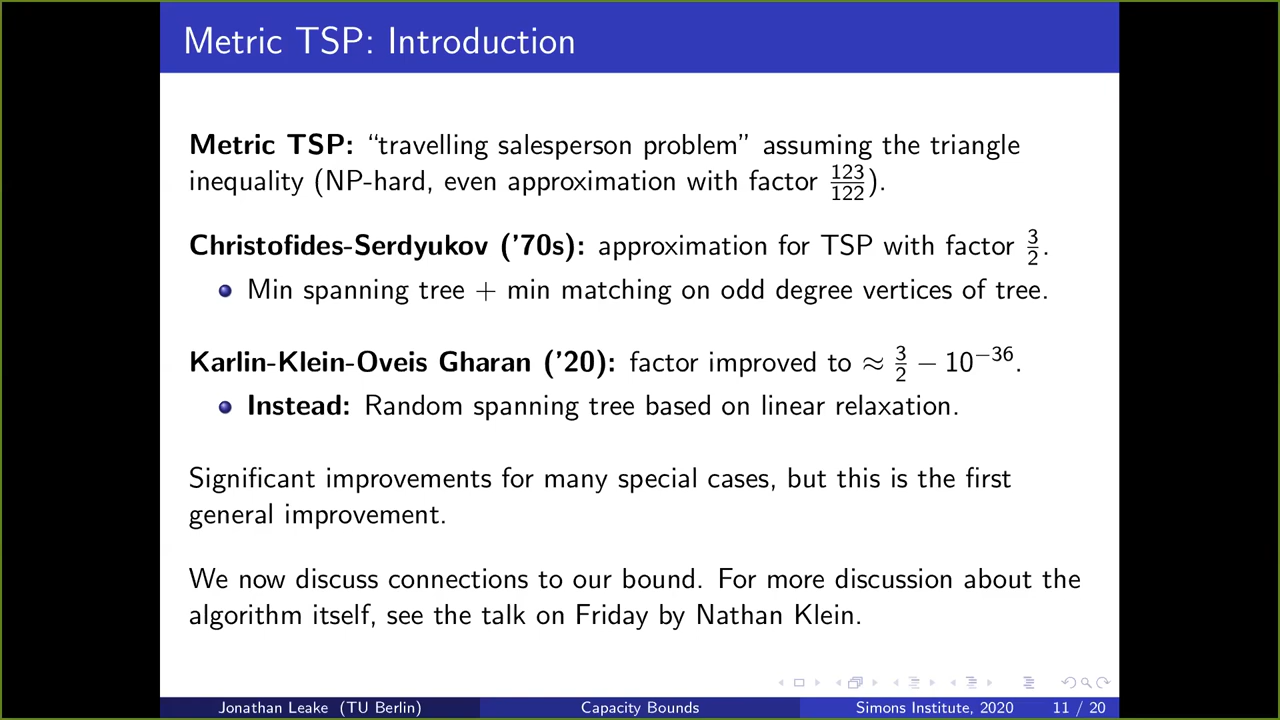 Metric TSP: Introduction
Metric TSP: “travelling salesperson problem” assuming the triangle
inequality (NP-hard, even approximation with factor 123/122).
Christofides-Serdyukov (’70s): approximation for TSP with factor 3/2.
Min spanning tree + min matching on odd degree vertices of tree.
Karlin-Klein-Oveis Gharan (’20): factor improved to ≈ 3/2 − 10⁻³⁶.
Instead: Random spanning tree based on linear relaxation.
Significant improvements for many special cases, but this is the first
general improvement.
We now discuss connections to our bound. For more discussion about the
algorithm itself, see the talk on Friday by Nathan Klein.
Jonathan Leake (TU Berlin)
Capacity Bounds
Simons Institute, 2020
11 / 20